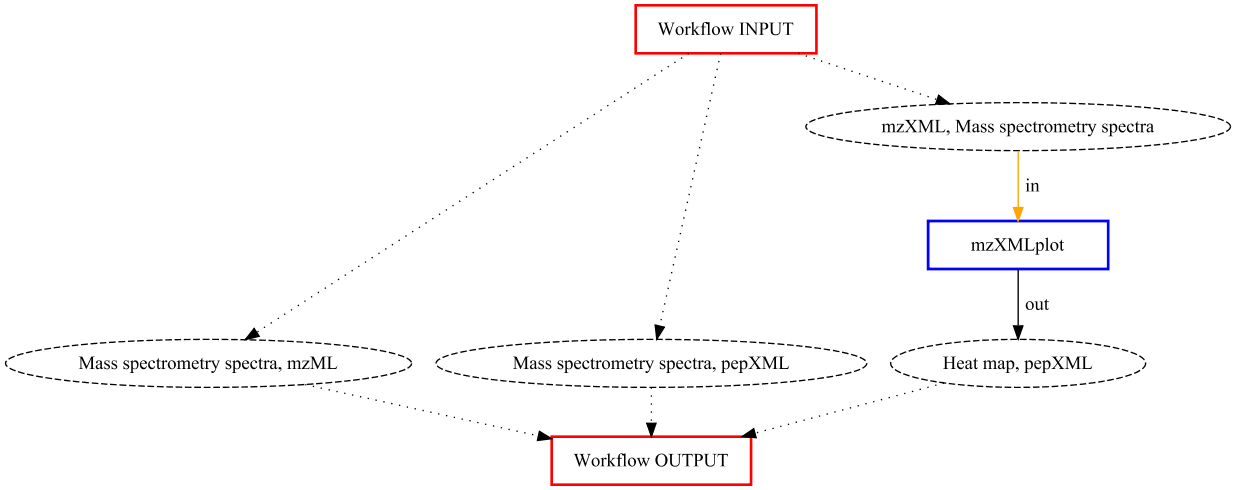 Workflow INPUT
mzXML, Mass spectrometry spectra
in
mzXMLplot
out
Mass spectrometry spectra, mzML
Mass spectrometry spectra, pepXML
Heat map, pepXML
Workflow OUTPUT